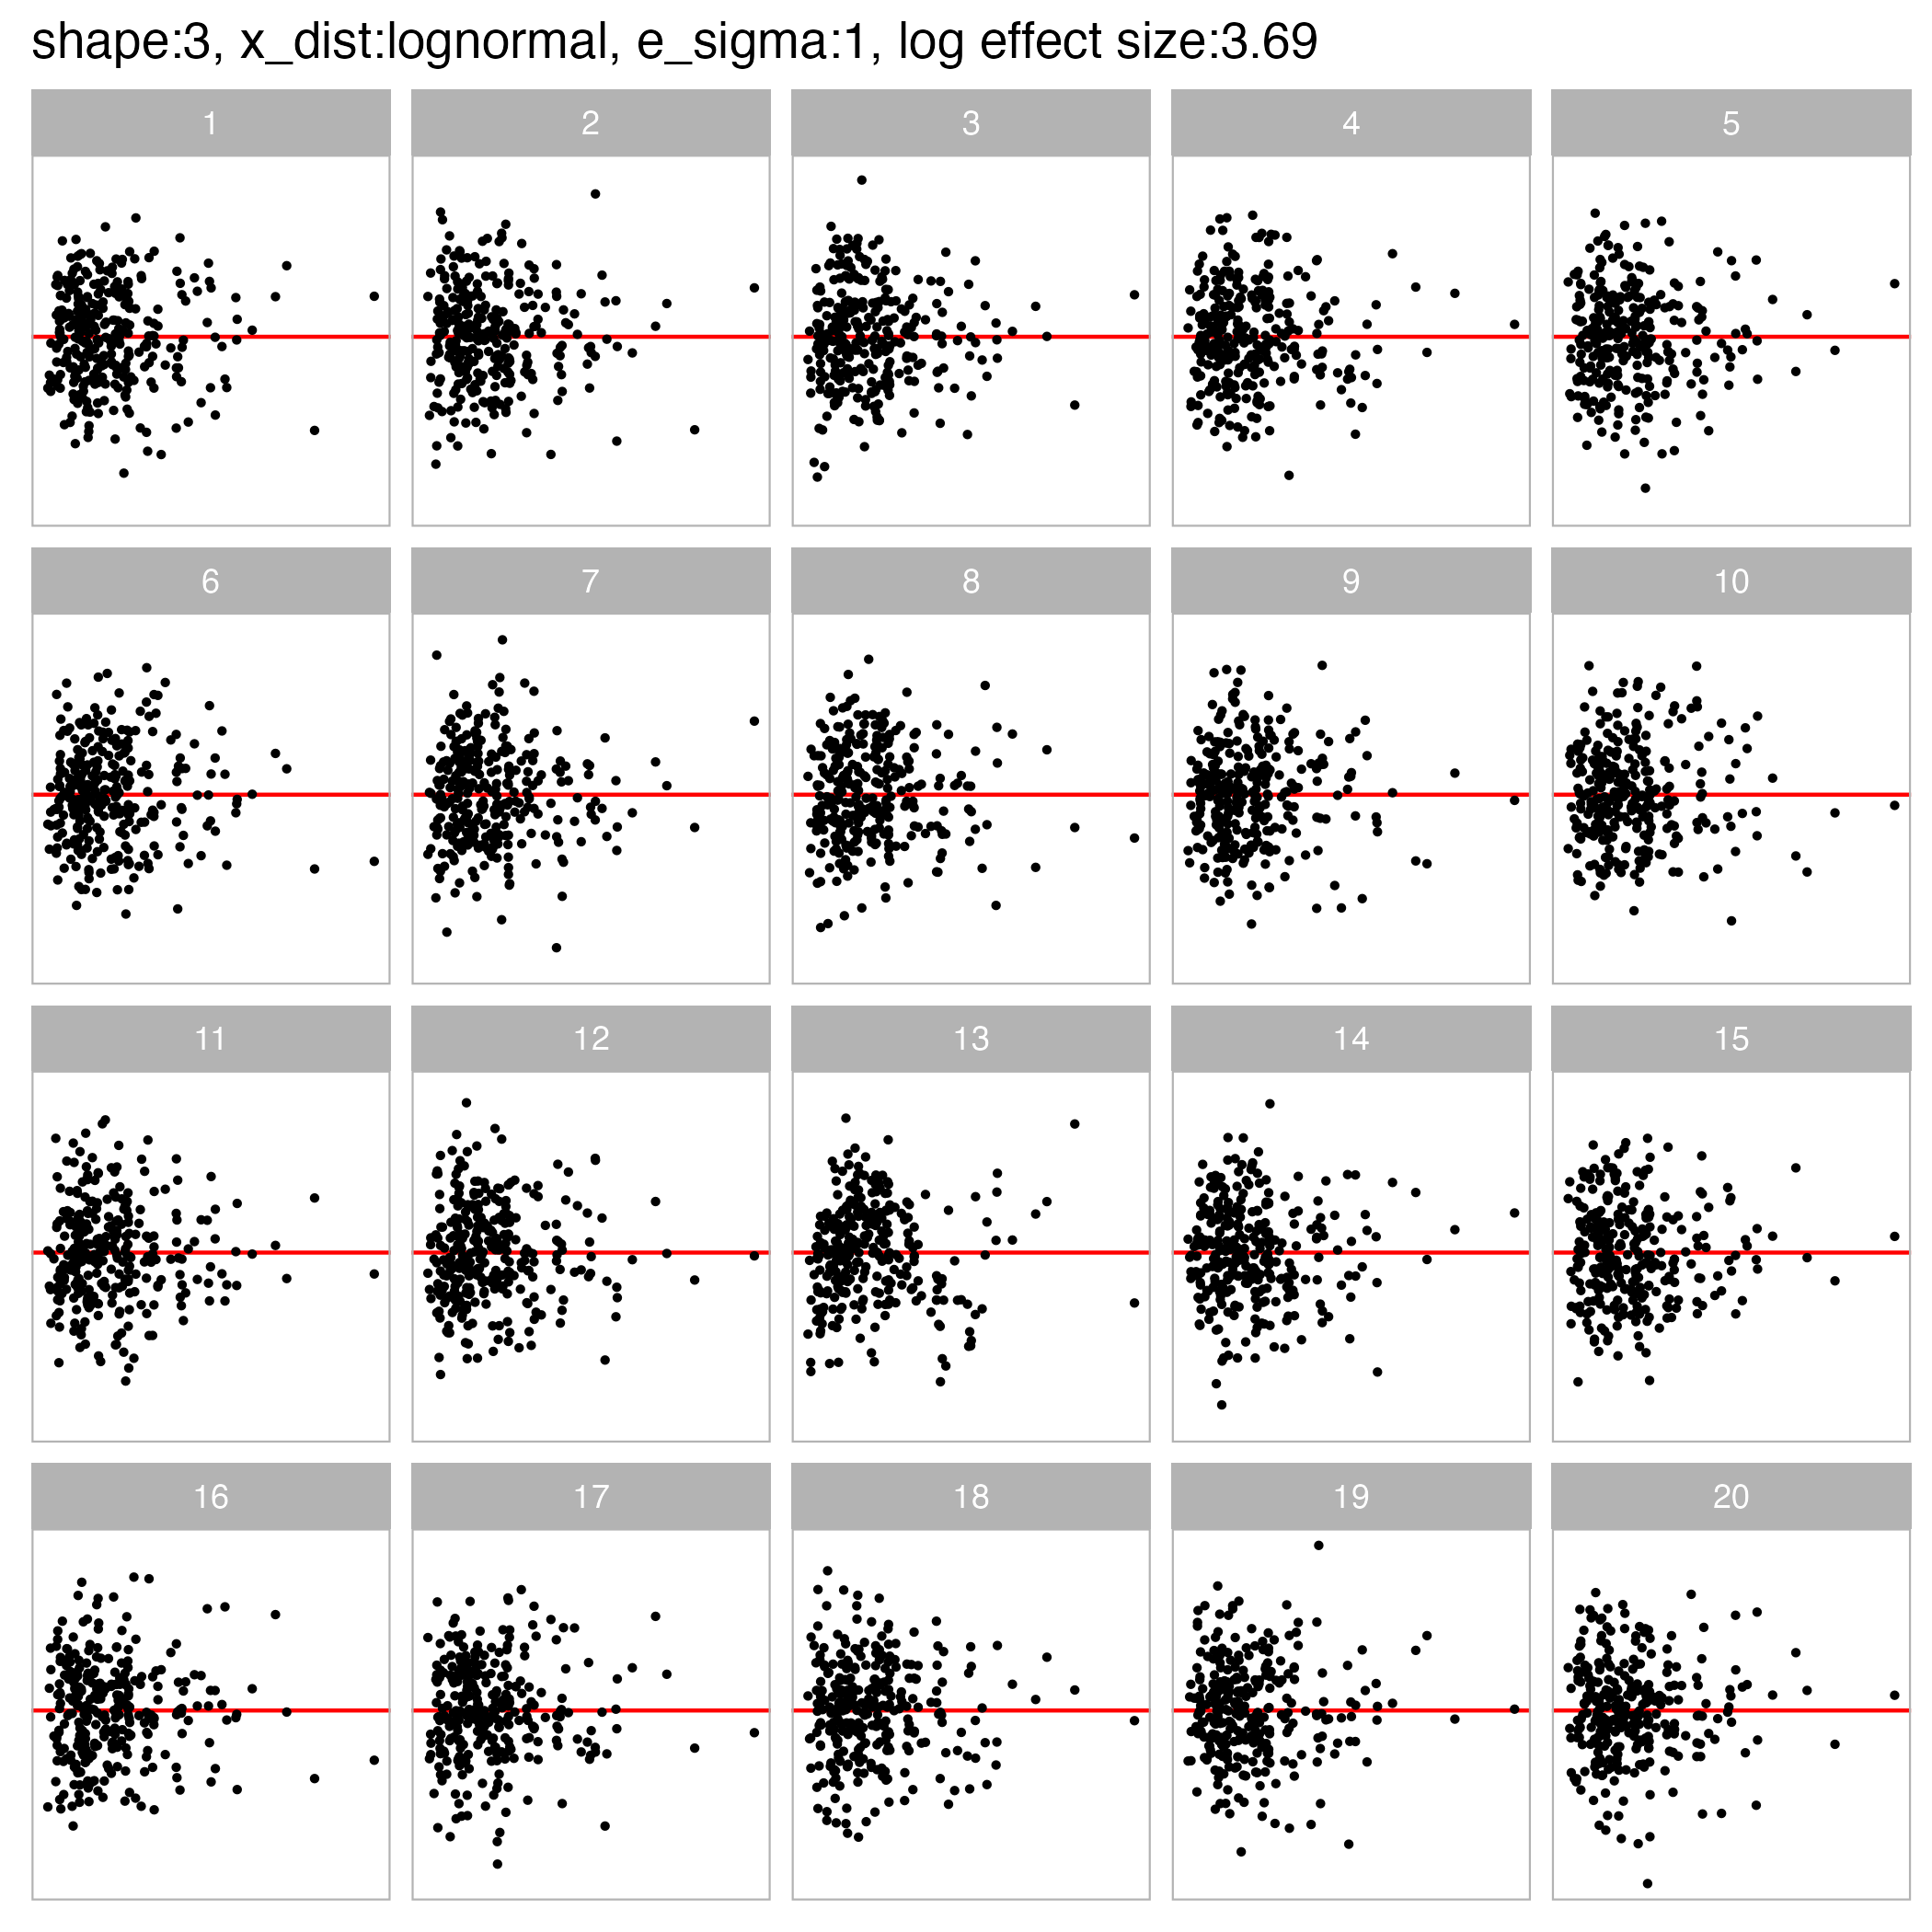 shape:3, x_dist:lognormal, e_sigma:1, log effect size:3.69
1 2 3 4 5
6 7 8 9 10
11 12 13 14 15
16 17 18 19 20